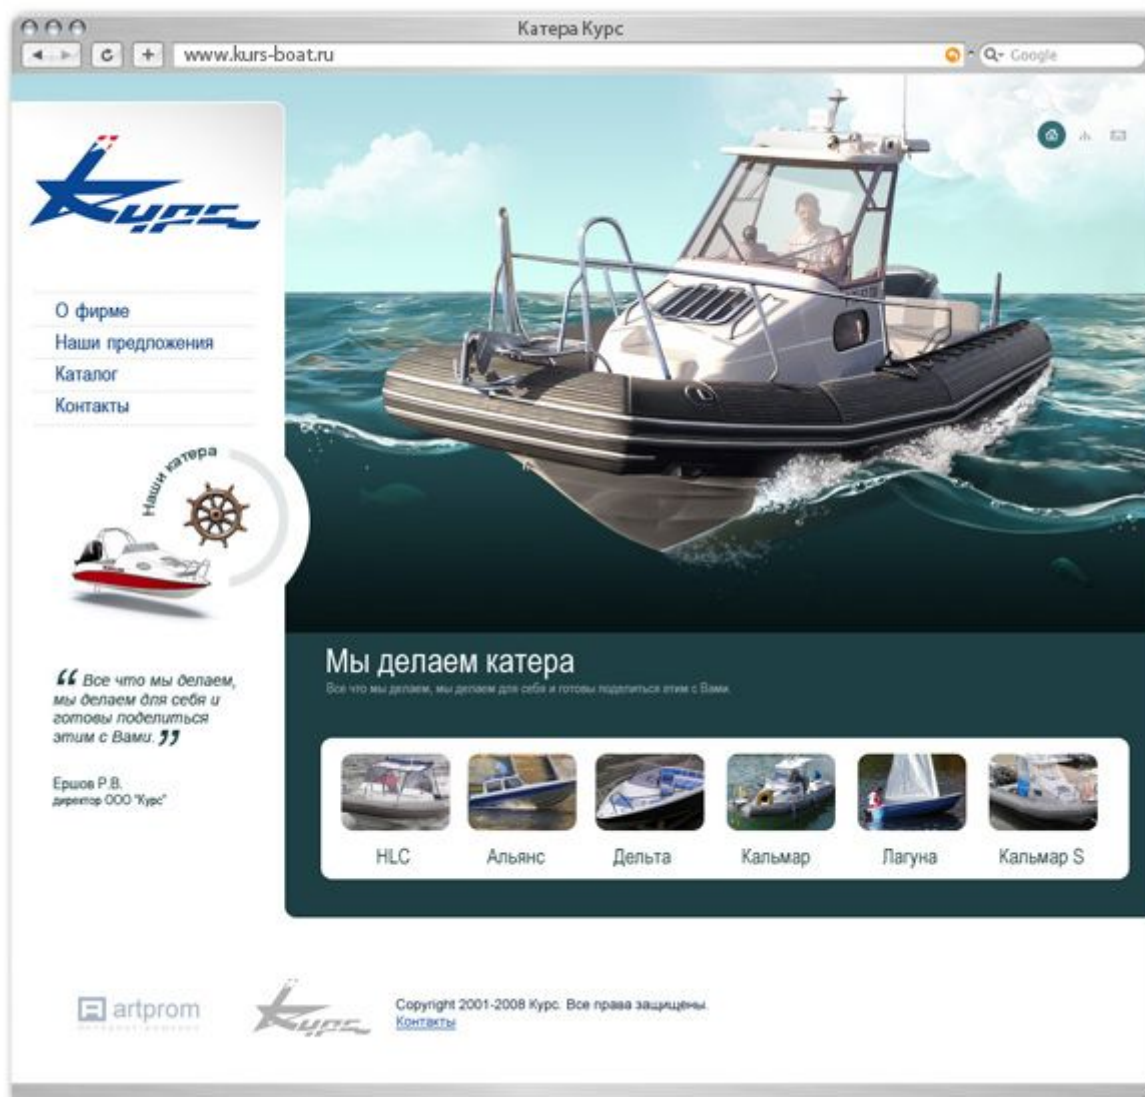 Катера Курс
www.kurs-boat.ru
Google
Курс
О фирме
Наши предложения
Каталог
Контакты
Наши катера
“ Все что мы делаем,
мы делаем для себя и
готовы поделиться
этим с Вами. ”
Ершов Р.В.
директор ООО "Курс"
Мы делаем катера
Все что мы делаем, мы делаем для себя и готовы поделиться этим с Вами.
HLC
Альянс
Дельта
Кальмар
Лагуна
Кальмар S
artprom
Курс
Copyright 2001-2008 Курс. Все права защищены.
Контакты